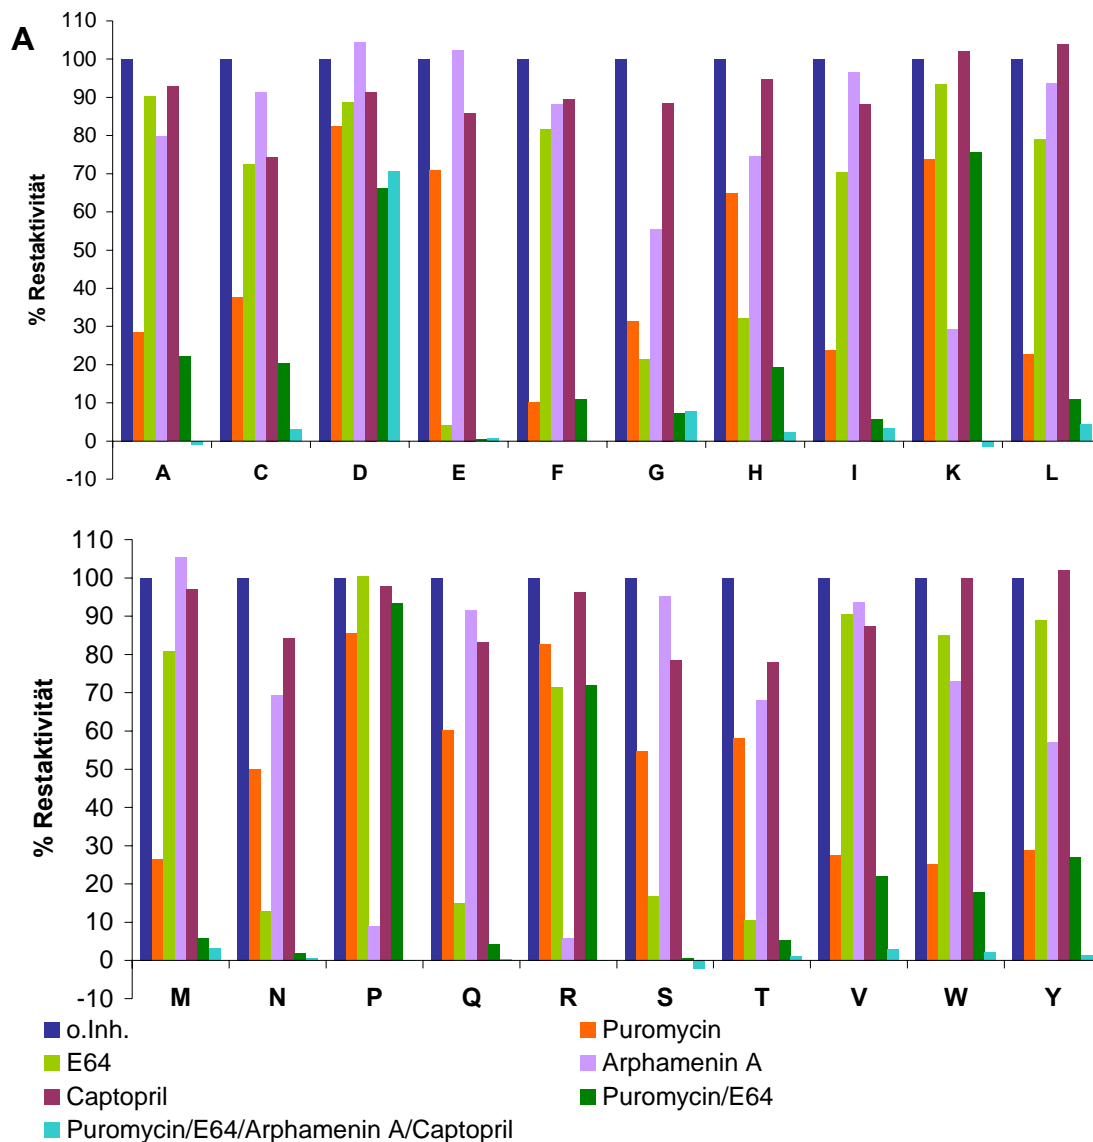 A
110
100
90
80
70
60
50
40
30
20
10
0
-10
% Restaktivität
A C D E F G H I K L
110
100
90
80
70
60
50
40
30
20
10
0
-10
% Restaktivität
M N P Q R S T V W Y
o.Inh. Puromycin
E64 Arphamenin A
Captopril Puromycin/E64
Puromycin/E64/Arphamenin A/Captopril